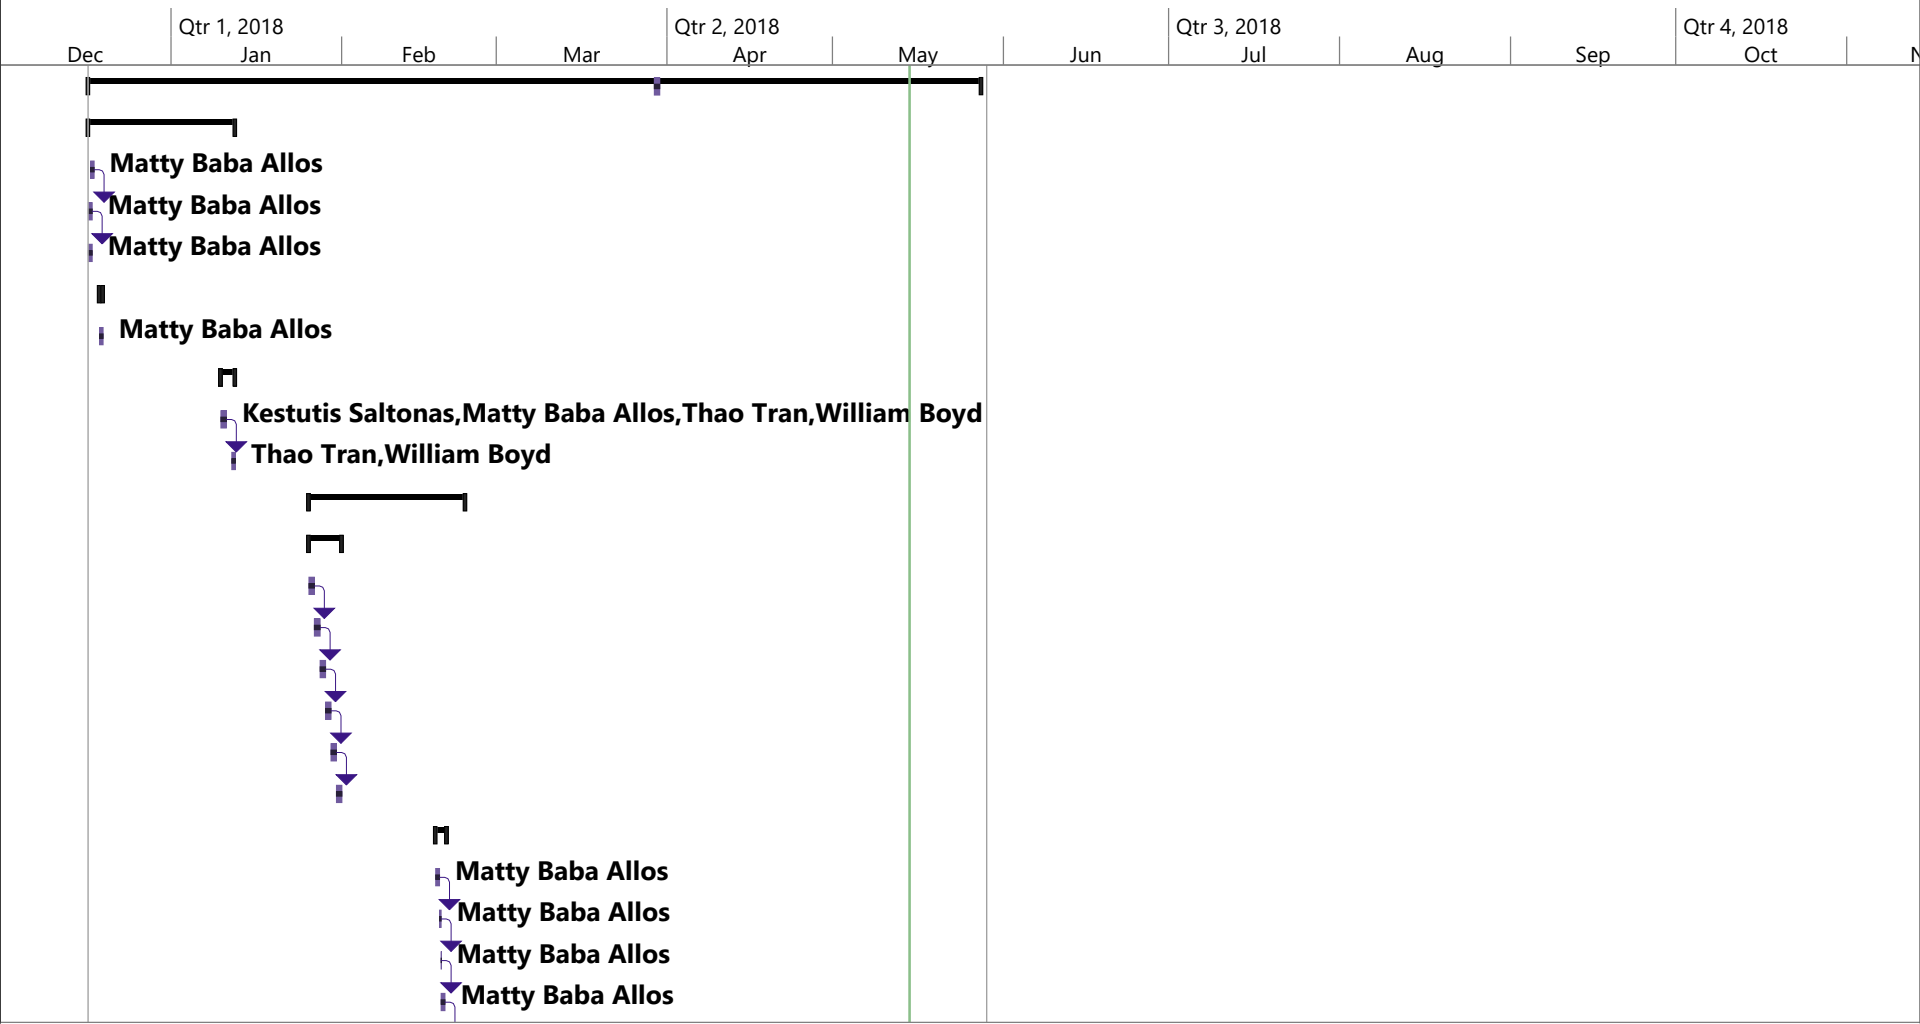 Qtr 1, 2018 Qtr 2, 2018 Qtr 3, 2018 Qtr 4, 2018
Dec Jan Feb Mar Apr May Jun Jul Aug Sep Oct
Matty Baba Allos
Matty Baba Allos
Matty Baba Allos
Matty Baba Allos
Kestutis Saltonas,Matty Baba Allos,Thao Tran,William Boyd
Thao Tran,William Boyd
Matty Baba Allos
Matty Baba Allos
Matty Baba Allos
Matty Baba Allos